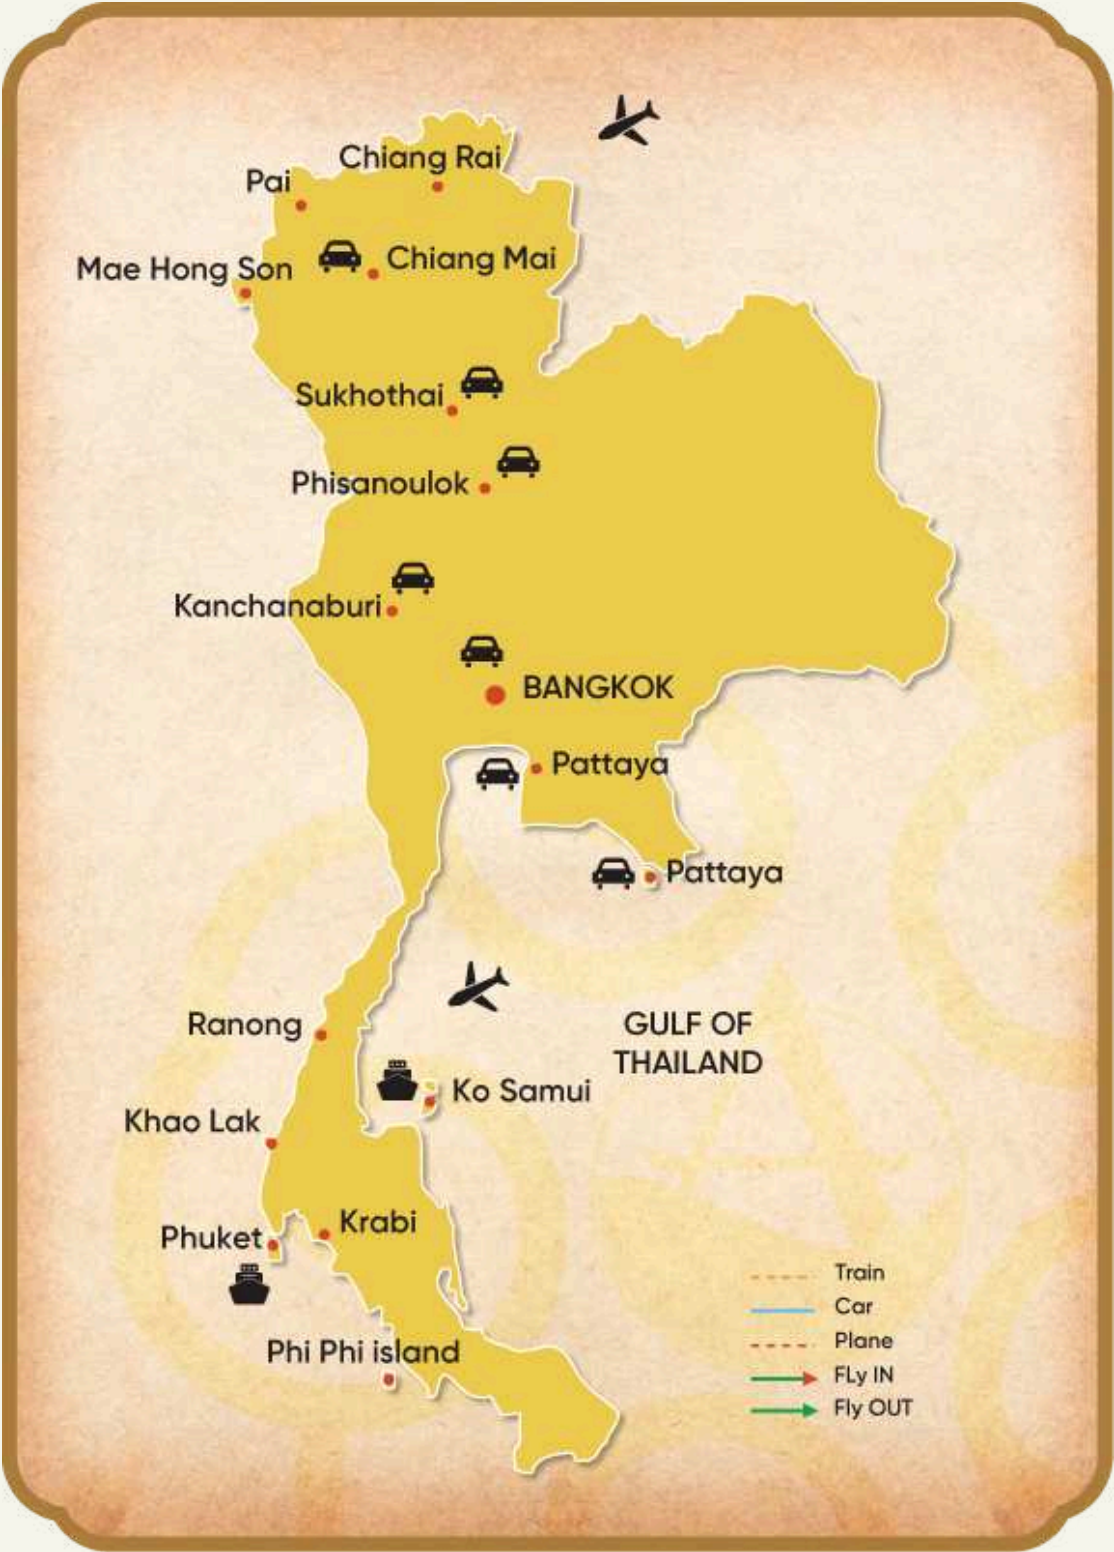 Chiang Rai
Pai
Chiang Mai
Mae Hong Son
Sukhothai
Phisanoulok
Kanchanaburi
BANGKOK
Pattaya
Pattaya
Ranong
GULF OF
THAILAND
Ko Samui
Khao Lak
Krabi
Phuket
Phi Phi island
Train
Car
Plane
FLy IN
Fly OUT